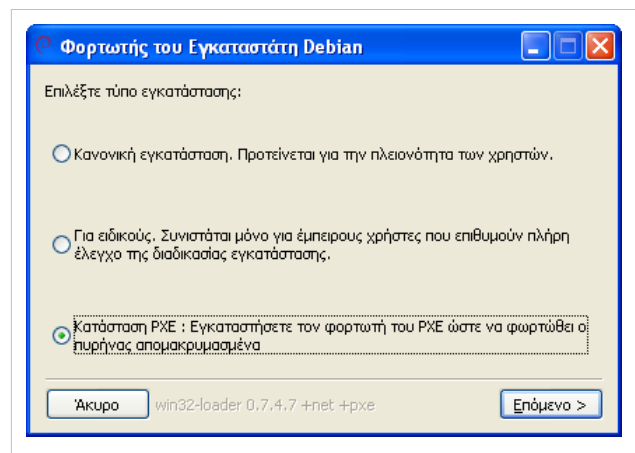 Φορτωτής του Εγκαταστάτη Debian
Επιλέξτε τύπο εγκατάστασης:
Κανονική εγκατάσταση. Προτείνεται για την πλειονότητα των χρηστών.
Για ειδικούς. Συνιστάται μόνο για έμπειρους χρήστες που επιθυμούν πλήρη
έλεγχο της διαδικασίας εγκατάστασης.
Κατάσταση PXE : Εγκαταστήσετε τον φορτωτή του PXE ώστε να φωρτώθει ο
πυρήνας απομακρυμασμένα
Άκυρο
win32-loader 0.7.4.7 +net +pxe
Επόμενο >